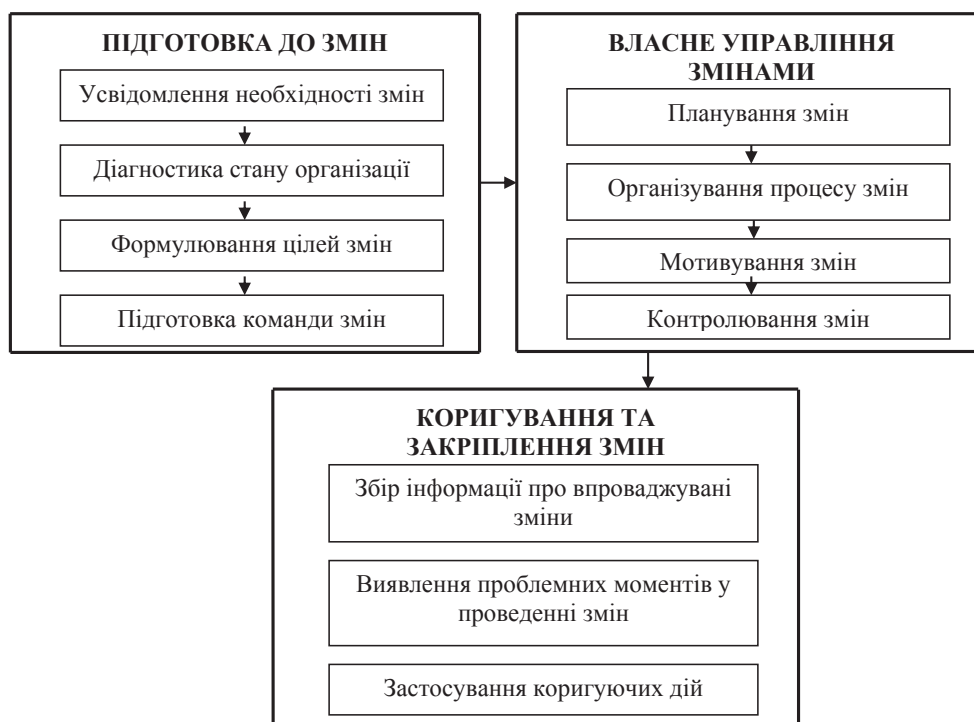 ПІДГОТОВКА ДО ЗМІН
Усвідомлення необхідності змін
Діагностика стану організації
Формулювання цілей змін
Підготовка команди змін
ВЛАСНЕ УПРАВЛІННЯ
ЗМІНАМИ
Планування змін
Організування процесу змін
Мотивування змін
Контролювання змін
КОРИГУВАННЯ ТА
ЗАКРІПЛЕННЯ ЗМІН
Збір інформації про впроваджувані
зміни
Виявлення проблемних моментів у
проведенні змін
Застосування коригуючих дій